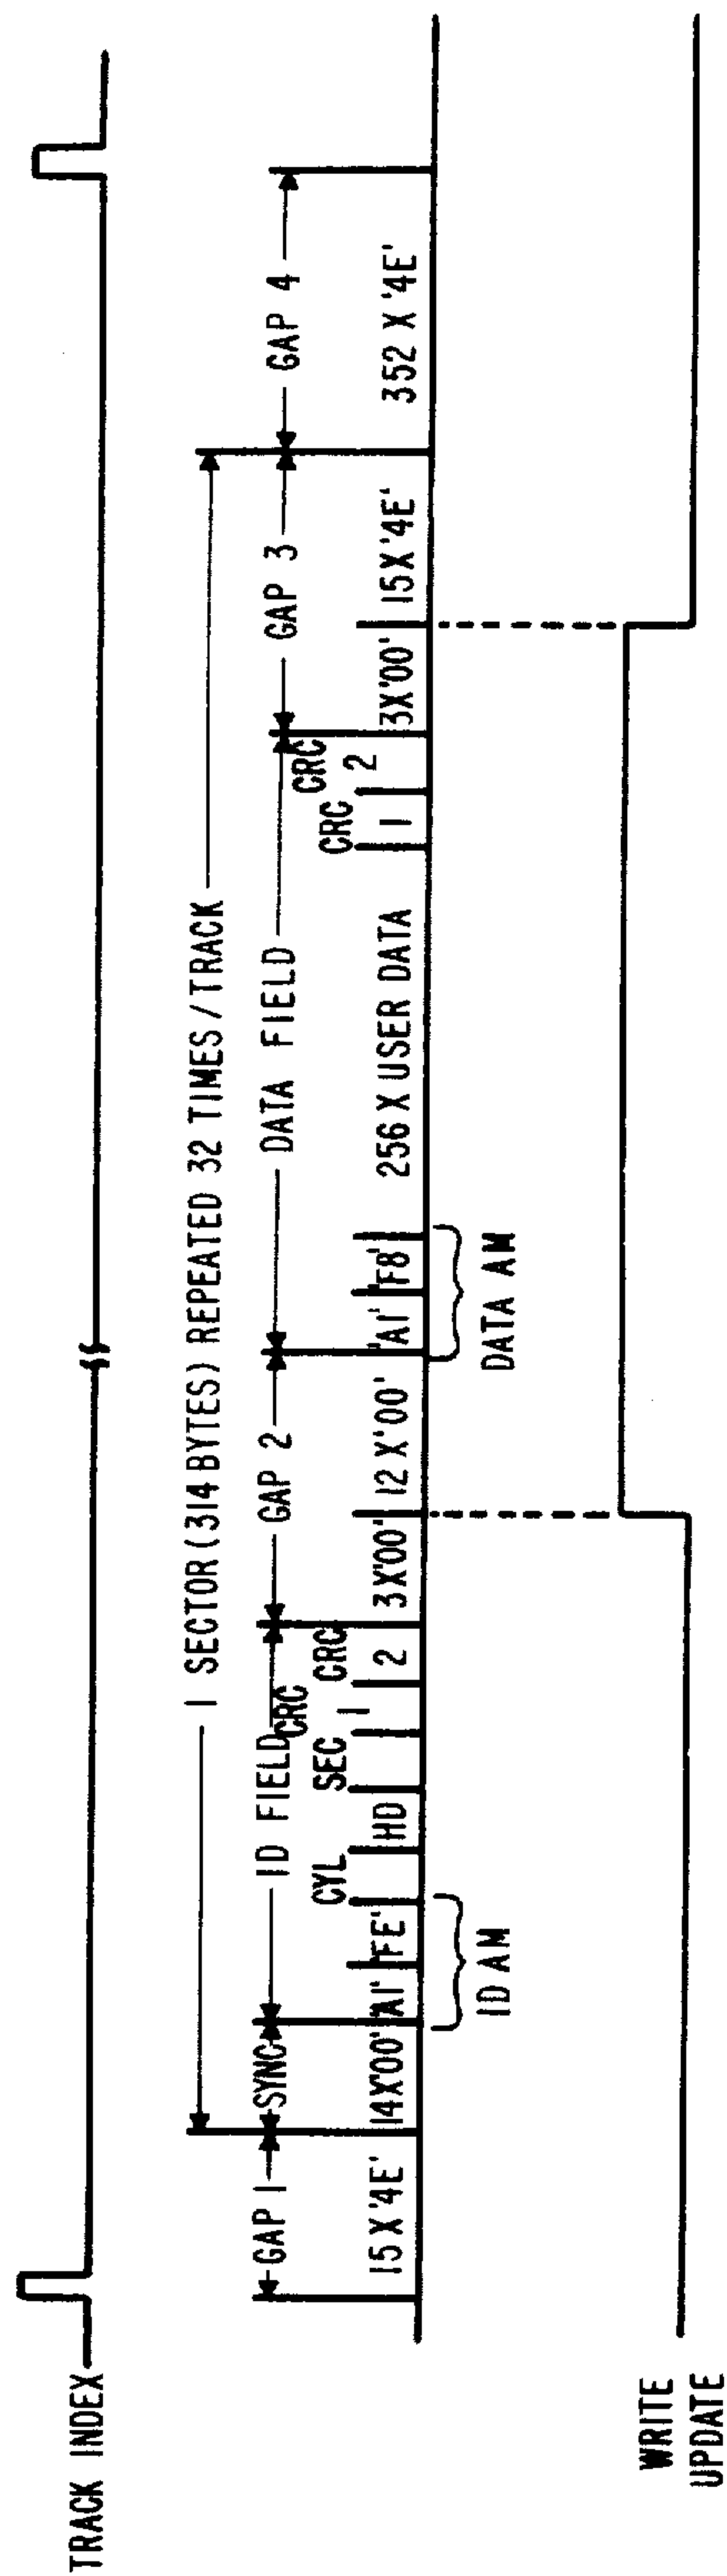 TRACK INDEX
1 SECTOR (314 BYTES) REPEATED 32 TIMES/TRACK
GAP 1
SYNC
ID FIELD
GAP 2
DATA FIELD
GAP 3
GAP 4
15 X '4E'
14X'00'
'A1'
'FE'
CYL
HD
SEC
CRC
1
CRC
2
3X'00'
12 X '00'
'A1'
'F8'
256 X USER DATA
CRC
1
CRC
2
3X'00'
15 X '4E'
352 X '4E'
ID AM
DATA AM
WRITE
UPDATE